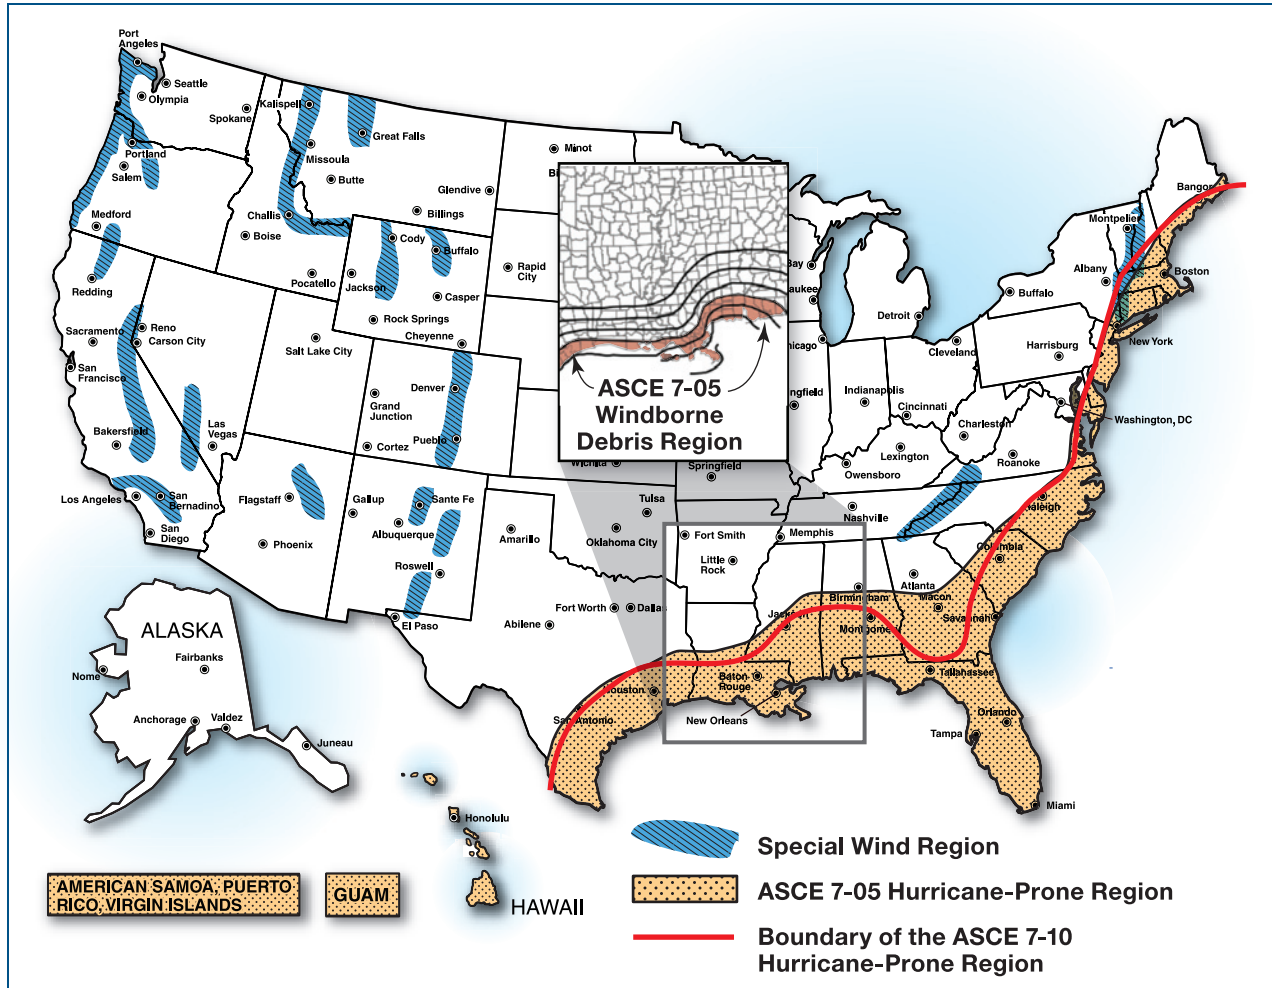 Port
Angeles
Seattle
Olympia
Spokane
Portland
Salem
Medford
Kalispell
Great Falls
Missoula
Butte
Glendive
Billings
Challis
Boise
Pocatello
Cody
Buffalo
Jackson
Casper
Rock Springs
Cheyenne
Minot
Rapid
City
Redding
Sacramento
Reno
Carson City
San
Francisco
Bakersfield
Las
Vegas
Salt Lake City
Denver
Grand
Junction
Pueblo
Cortez
Los Angeles
San
Bernadino
San
Diego
Flagstaff
Phoenix
Gallup
Sante Fe
Albuquerque
Roswell
El Paso
Amarillo
Tulsa
Oklahoma City
Fort Worth
Dallas
Abilene
San Antonio
Houston
Wichita
Springfield
Fort Smith
Little
Rock
Memphis
Nashville
Birmingham
Jackson
Montgomery
Baton
Rouge
New Orleans
Atlanta
Macon
Savannah
Columbia
Raleigh
Tallahassee
Orlando
Tampa
Miami
Bay
Detroit
Indianapolis
Cincinnati
Cleveland
Owensboro
Lexington
Charleston
Roanoke
Washington, DC
Harrisburg
Buffalo
Albany
New York
Boston
Montpelier
Bangor
ASCE 7-05
Windborne
Debris Region
ALASKA
Nome
Fairbanks
Anchorage
Valdez
Juneau
Honolulu
HAWAII
AMERICAN SAMOA, PUERTO
RICO, VIRGIN ISLANDS
GUAM
Special Wind Region
ASCE 7-05 Hurricane-Prone Region
Boundary of the ASCE 7-10
Hurricane-Prone Region